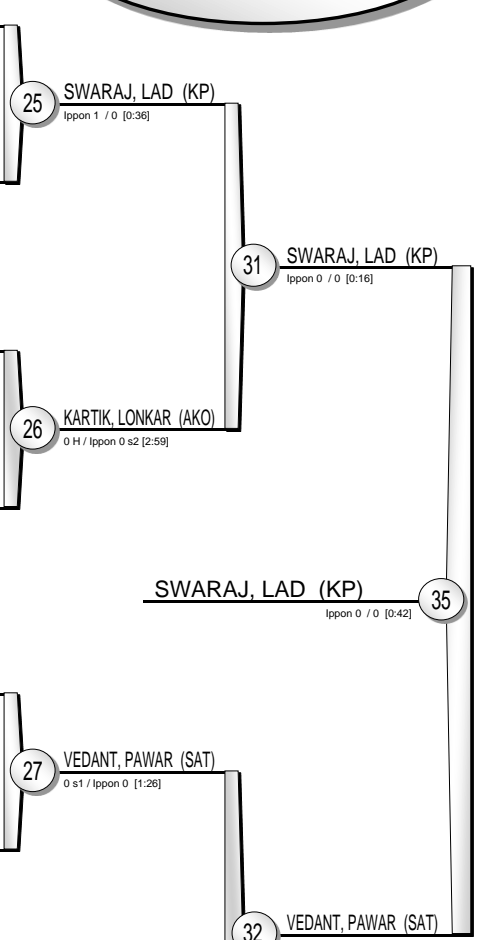 25
SWARAJ, LAD (KP)
Ippon 1 / 0 [0:36]
31
SWARAJ, LAD (KP)
Ippon 0 / 0 [0:16]
26
KARTIK, LONKAR (AKO)
0 H / Ippon 0 s2 [2:59]
SWARAJ, LAD (KP)
35
Ippon 0 / 0 [0:42]
27
VEDANT, PAWAR (SAT)
0 s1 / Ippon 0 [1:26]
32
VEDANT, PAWAR (SAT)